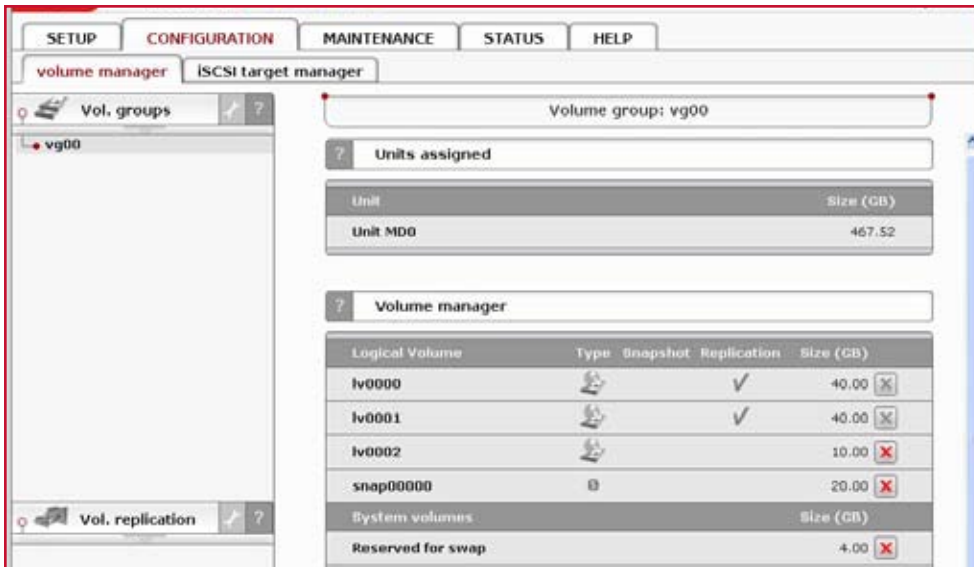 SETUP CONFIGURATION MAINTENANCE STATUS HELP
volume manager iSCSI target manager
Vol. groups ?
vg00
Volume group: vg00
? Units assigned
Unit Size (GB)
Unit MD0 467.52
? Volume manager
Logical Volume Type Snapshot Replication Size (GB)
lv0000 40.00
lv0001 40.00
lv0002 10.00
snap00000 20.00
System volumes Size (GB)
Reserved for swap 4.00
Vol. replication ?